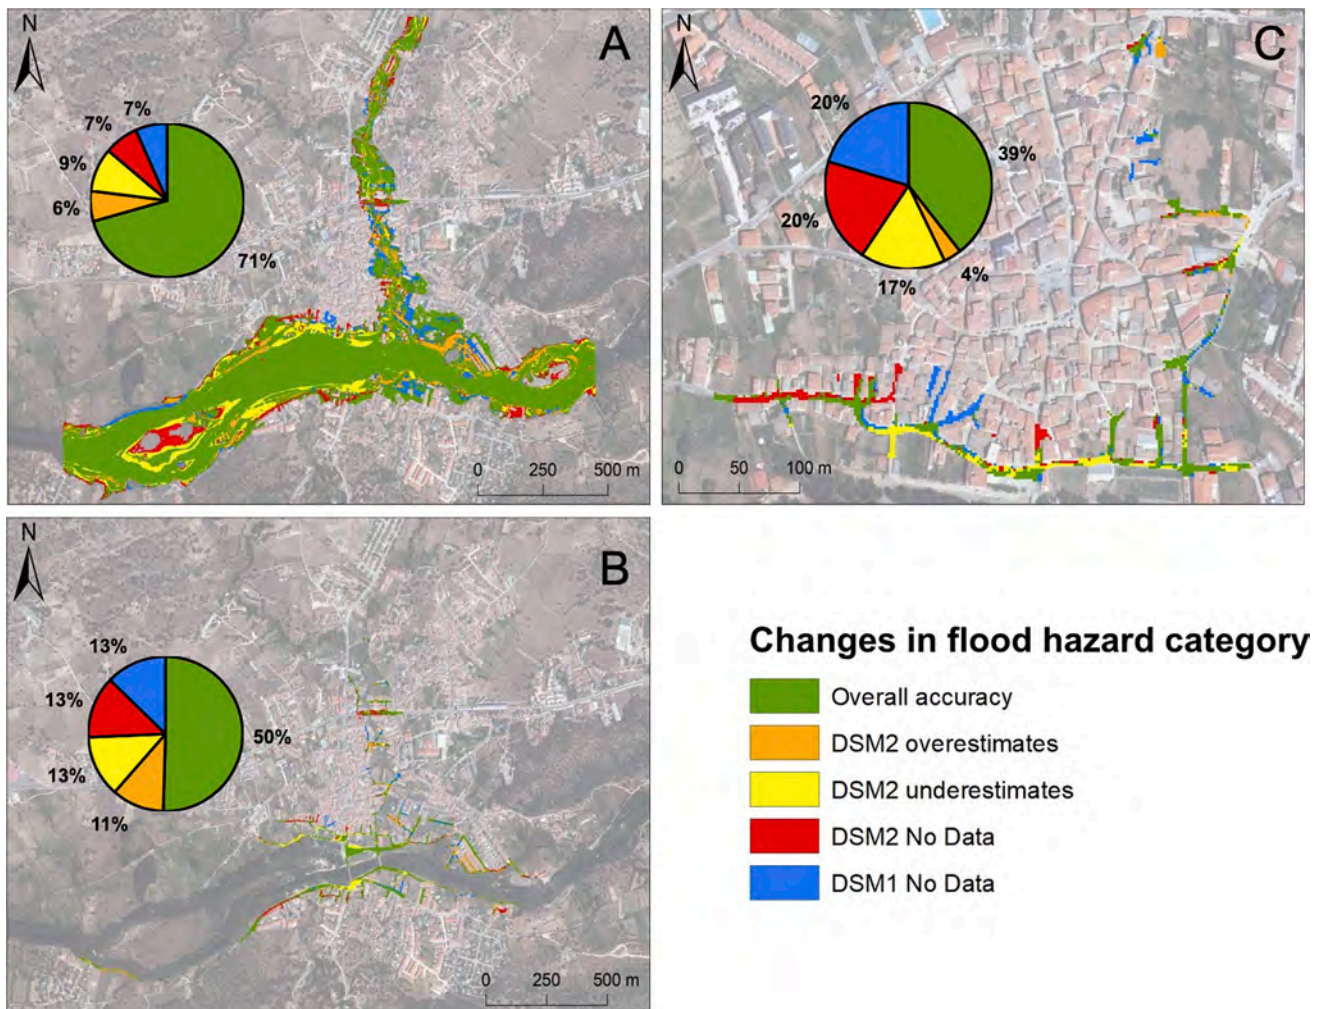 N
A
7%
7%
9%
6%
71%
0 250 500 m
N
C
20%
39%
20%
17%
4%
0 50 100 m
N
B
13%
13%
50%
13%
11%
0 250 500 m
Changes in flood hazard category
Overall accuracy
DSM2 overestimates
DSM2 underestimates
DSM2 No Data
DSM1 No Data